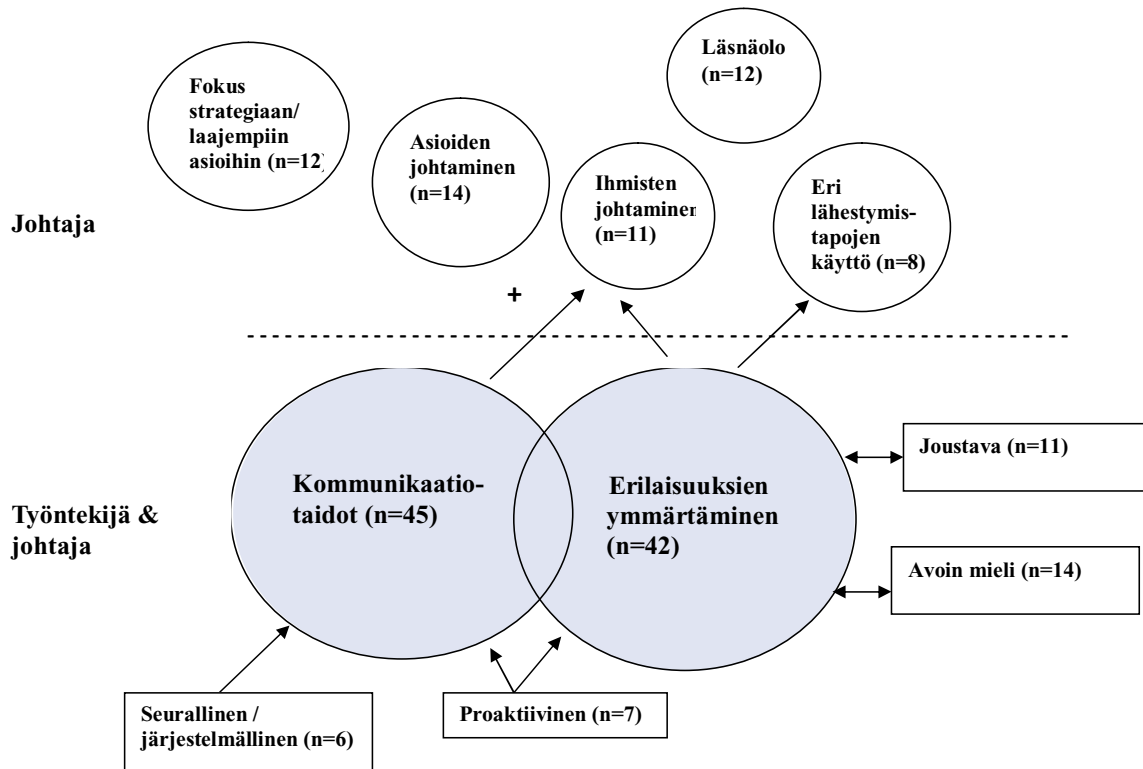 Läsnäolo
(n=12)
Fokus
strategiaan/
laajempiin
asioihin (n=12)
Asioiden
johtaminen
(n=14)
Ihmisten
johtaminen
(n=11)
Eri
lähestymis-
tapojen
käyttö (n=8)
Johtaja
+
Kommunikaatio-
taidot (n=45)
Erilaisuuksien
ymmärtäminen
(n=42)
Joustava (n=11)
Työntekijä &
johtaja
Avoin mieli (n=14)
Seurallinen /
järjestelmällinen (n=6)
Proaktiivinen (n=7)